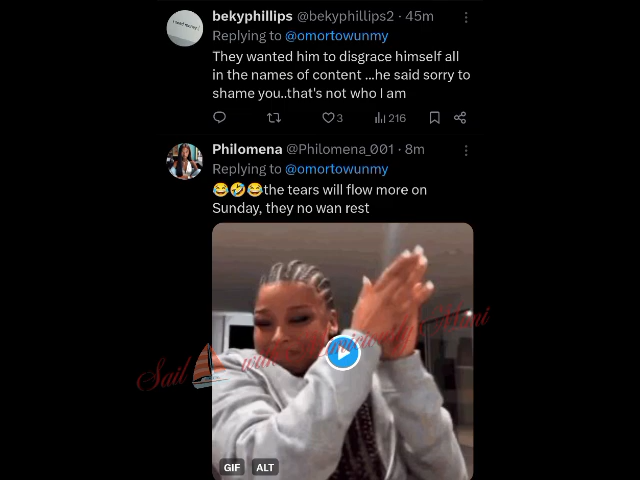 bekyphillips @bekyphillips2 · 45m
Replying to @omortowunmy
They wanted him to disgrace himself all
in the names of content ...he said sorry to
shame you..that's not who I am
3 216
Philomena @Philomena_001 · 8m
Replying to @omortowunmy
😂🤣😂the tears will flow more on
Sunday, they no wan rest
Sail with
GIF ALT